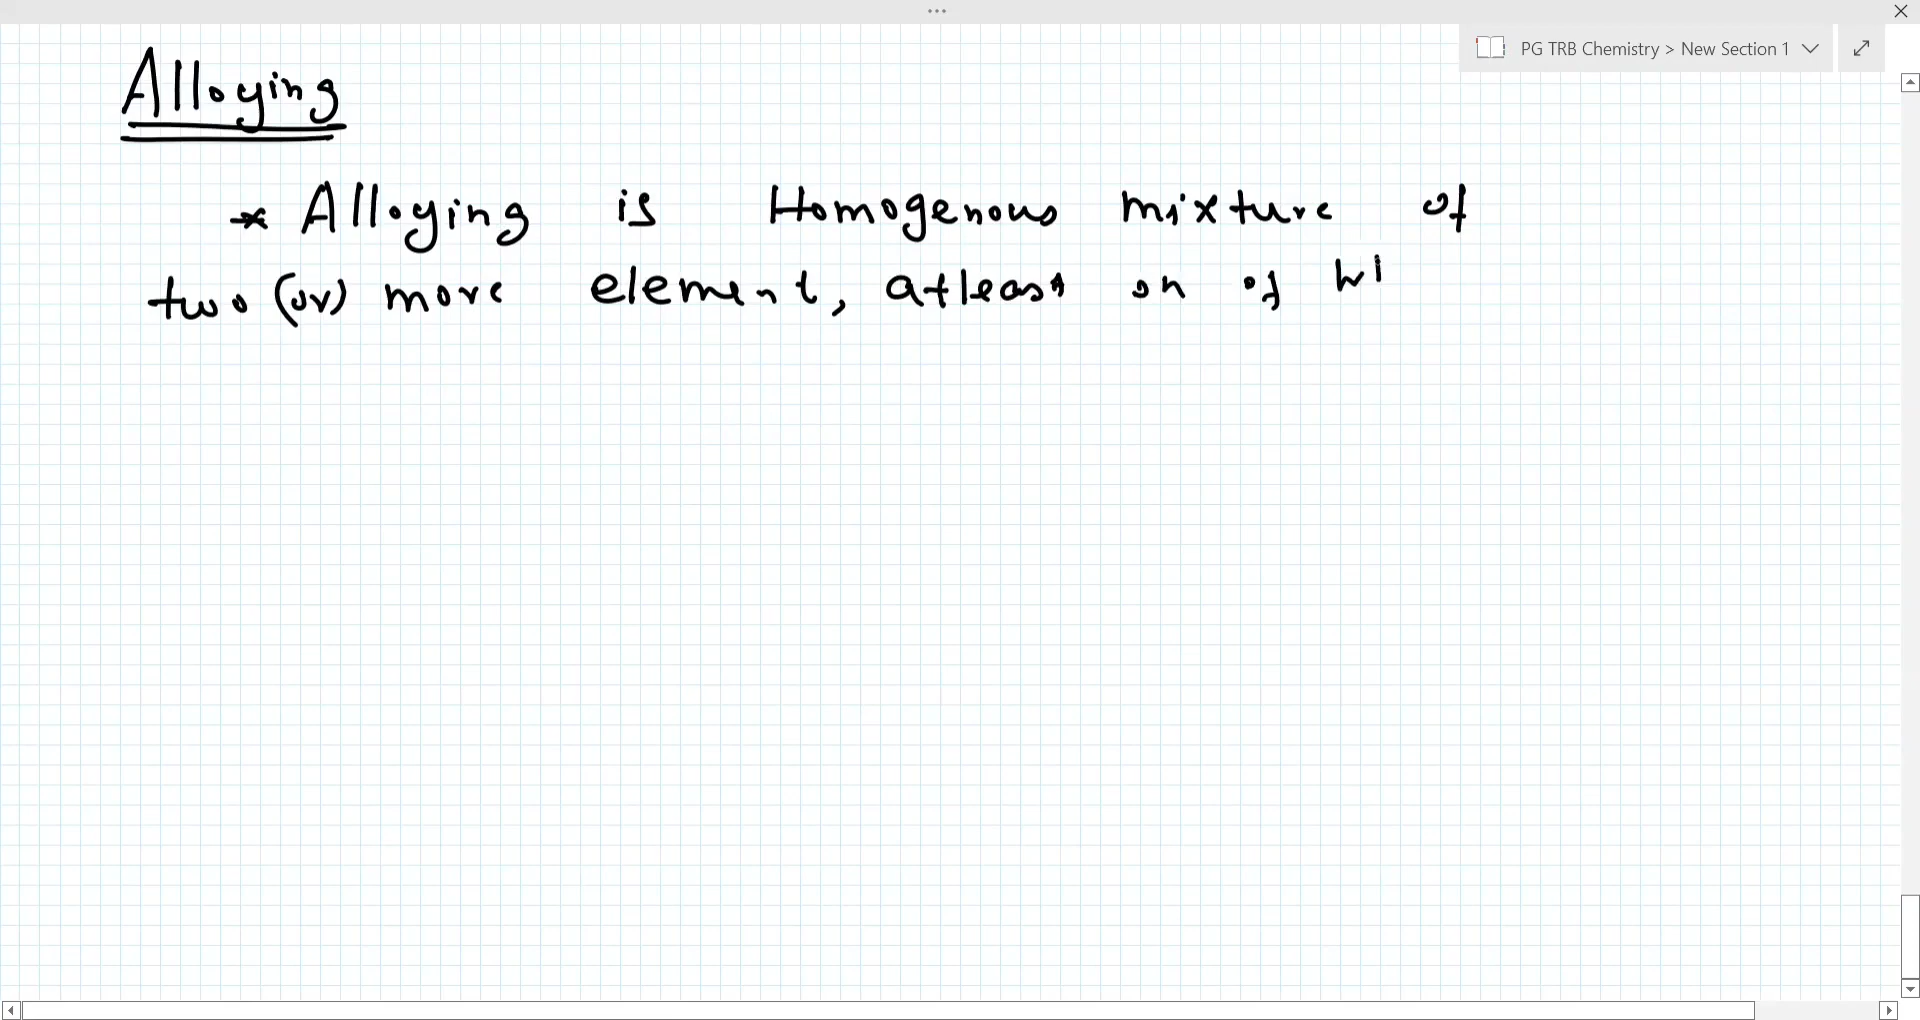 PG TRB Chemistry > New Section 1
Alloying
* Alloying is Homogenous mixture of
two (or) more element, atleast on of wh